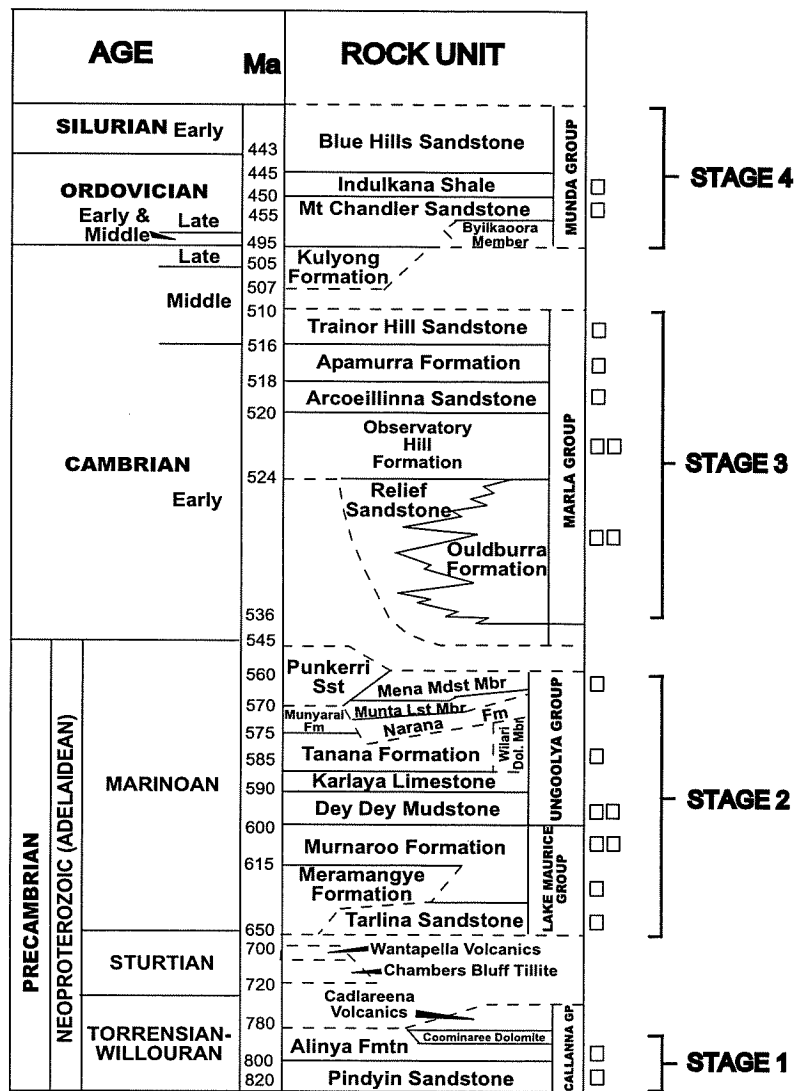 AGE
Ma
ROCK UNIT
SILURIAN Early
443
Blue Hills Sandstone
445
ORDOVICIAN
Indulkana Shale
450
Early &
Middle
Late
455
Mt Chandler Sandstone
Byilkaoora
Member
495
MUNDA GROUP
STAGE 4
Late
505
Kulyong
Formation
507
Middle
510
Trainor Hill Sandstone
516
Apamurra Formation
518
Arcoeillinna Sandstone
520
Observatory
Hill
Formation
CAMBRIAN
524
Early
Relief
Sandstone
Ouldburra
Formation
536
545
MARLA GROUP
STAGE 3
PRECAMBRIAN
NEOPROTEROZOIC (ADELAIDEAN)
MARINOAN
560
Punkerri
Sst
Mena Mdst Mbr
570
Munyarai
Fm
Munta Lst Mbr
Narana Fm
575
Tanana Formation
Wilari
Dol. Mbr
585
Karlaya Limestone
590
Dey Dey Mudstone
600
UNGOOLYA GROUP
STAGE 2
Murnaroo Formation
615
Meramangye
Formation
Tarlina Sandstone
650
LAKE MAURICE
GROUP
STURTIAN
700
Wantapella Volcanics
Chambers Bluff Tillite
720
Cadlareena
Volcanics
TORRENSIAN-
WILLOURAN
780
Coominaree Dolomite
Alinya Fmtn
800
Pindyin Sandstone
820
CALLANNA GP
STAGE 1